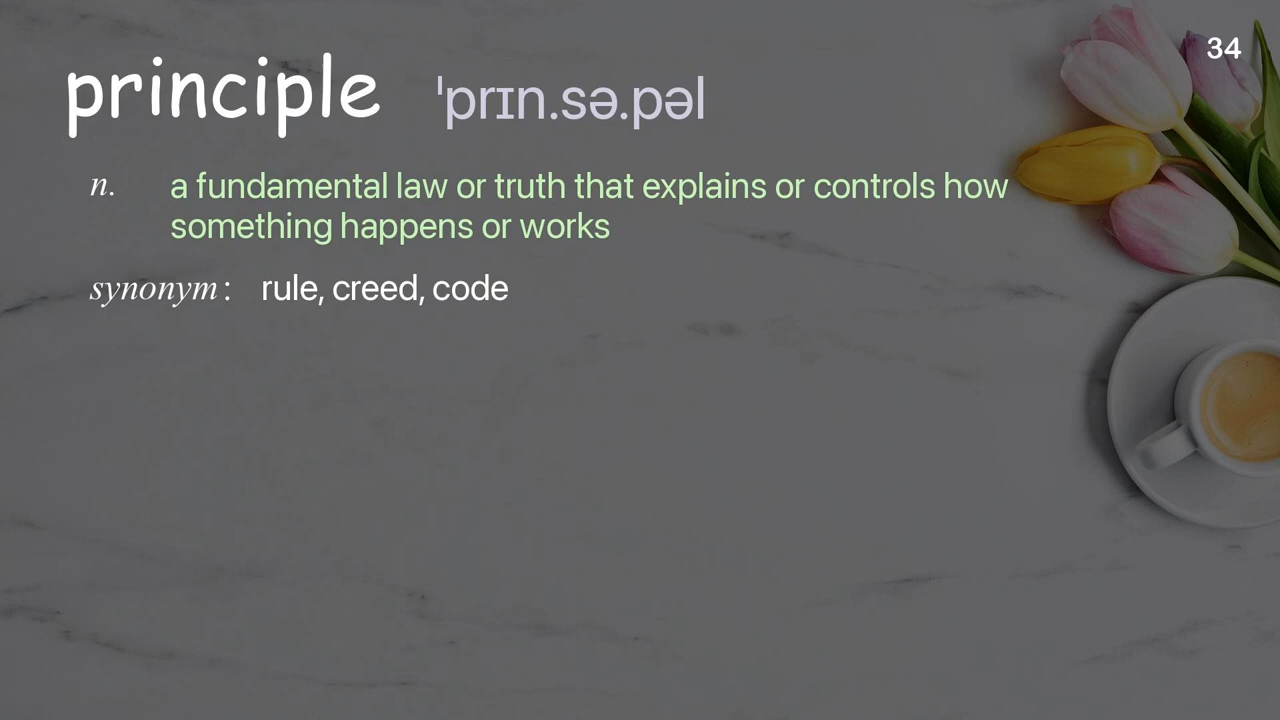 34
principle ˈprɪn.sə.pəl
n. a fundamental law or truth that explains or controls how
something happens or works
synonym: rule, creed, code